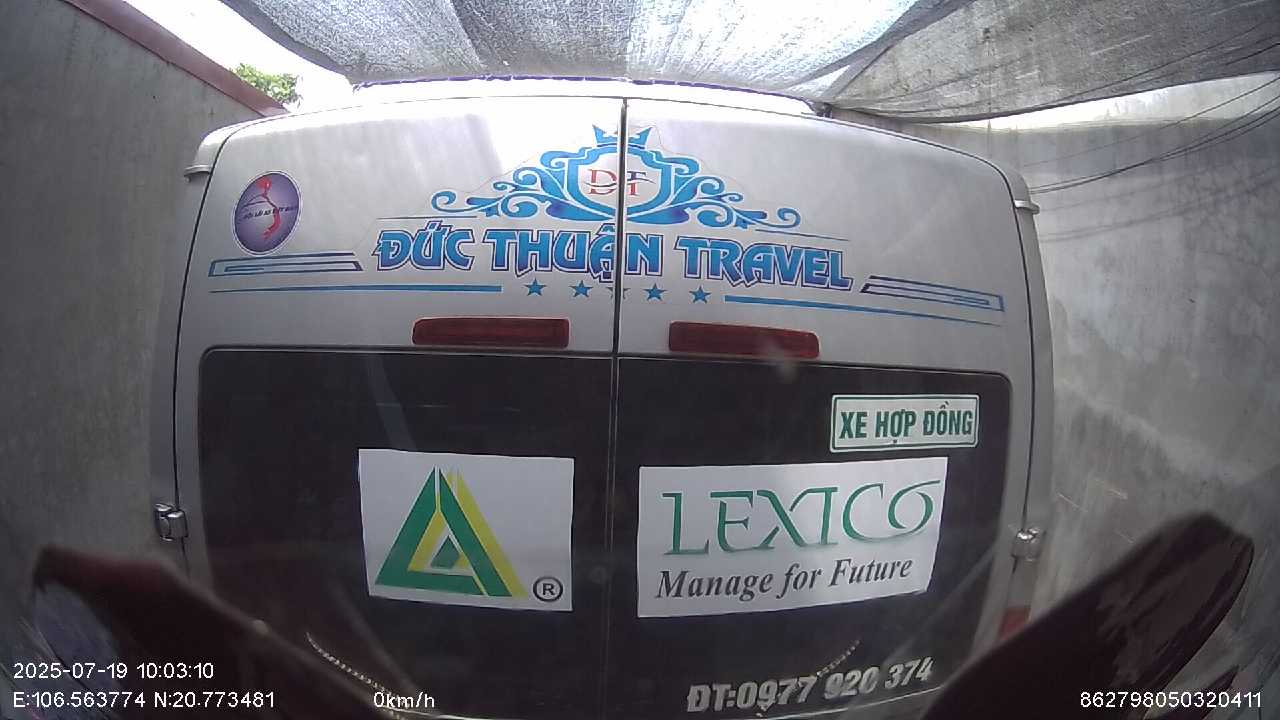 DT
ĐỨC THUẬN TRAVEL
XE HỢP ĐỒNG
®
LEXICO
Manage for Future
ĐT:0977 920 374
2025-07-19 10:03:10
E:106.563774 N:20.773481
0km/h
862798050320411